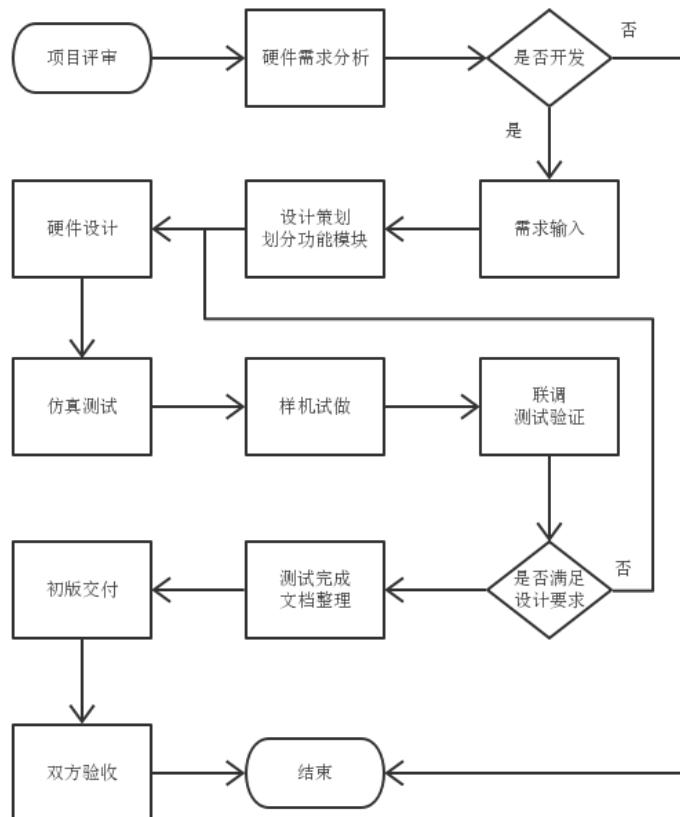 项目评审
硬件需求分析
是否开发
否
是
硬件设计
设计策划
划分功能模块
需求输入
仿真测试
样机试做
联调
测试验证
初版交付
测试完成
文档整理
是否满足
设计要求
否
双方验收
结束